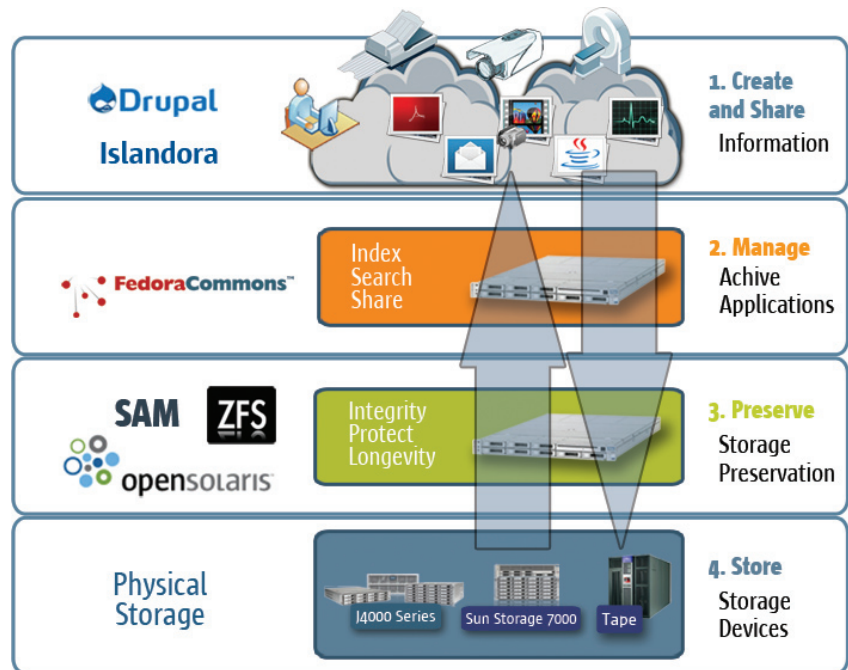 Drupal
Islandora
1. Create
and Share
Information
FedoraCommons™
Index
Search
Share
2. Manage
Achive
Applications
SAM
ZFS
opensolaris
Integrity
Protect
Longevity
3. Preserve
Storage
Preservation
Physical
Storage
J4000 Series
Sun Storage 7000
Tape
4. Store
Storage
Devices